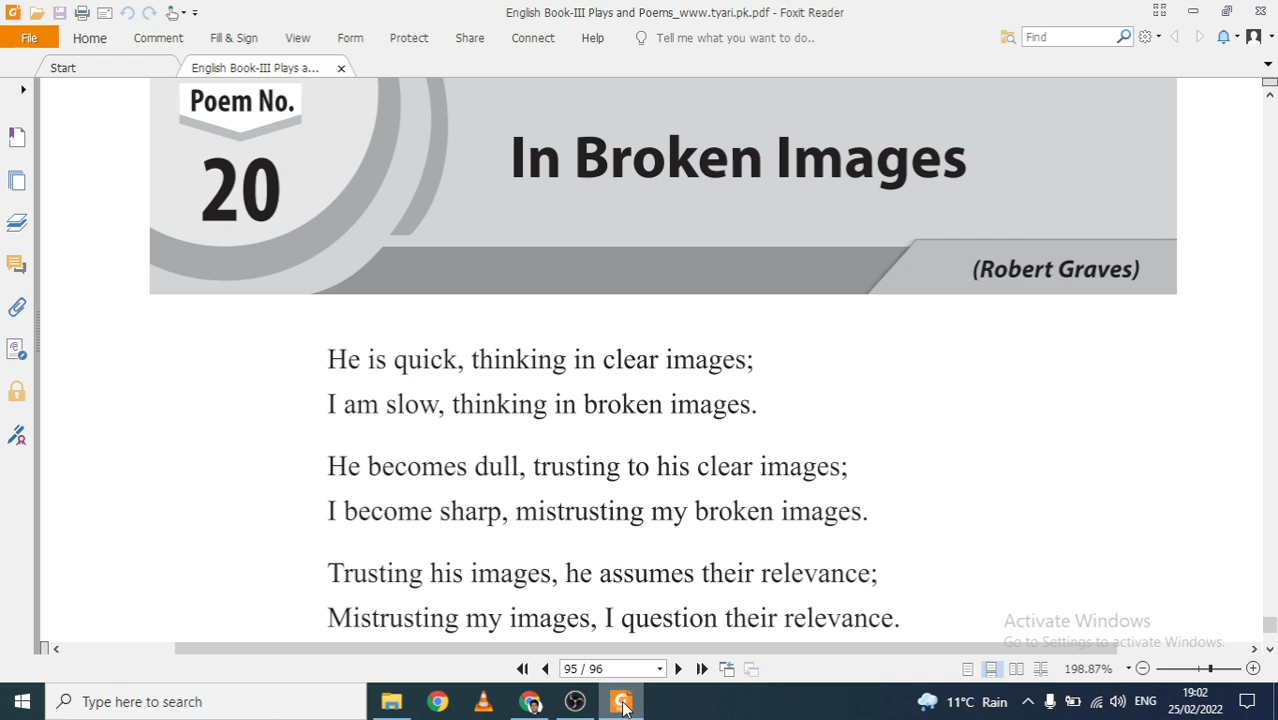 English Book-III Plays and Poems_www.tyari.pk.pdf - Foxit Reader
File Home Comment Fill & Sign View Form Protect Share Connect Help Tell me what you want to do.. Find
Start English Book-III Plays a...
Poem No.
20
In Broken Images
(Robert Graves)
He is quick, thinking in clear images;
I am slow, thinking in broken images.
He becomes dull, trusting to his clear images;
I become sharp, mistrusting my broken images.
Trusting his images, he assumes their relevance;
Mistrusting my images, I question their relevance.
Activate Windows
Go to Settings to activate Windows.
95 / 96 198.87%
Type here to search 11°C Rain ENG 19:02
25/02/2022